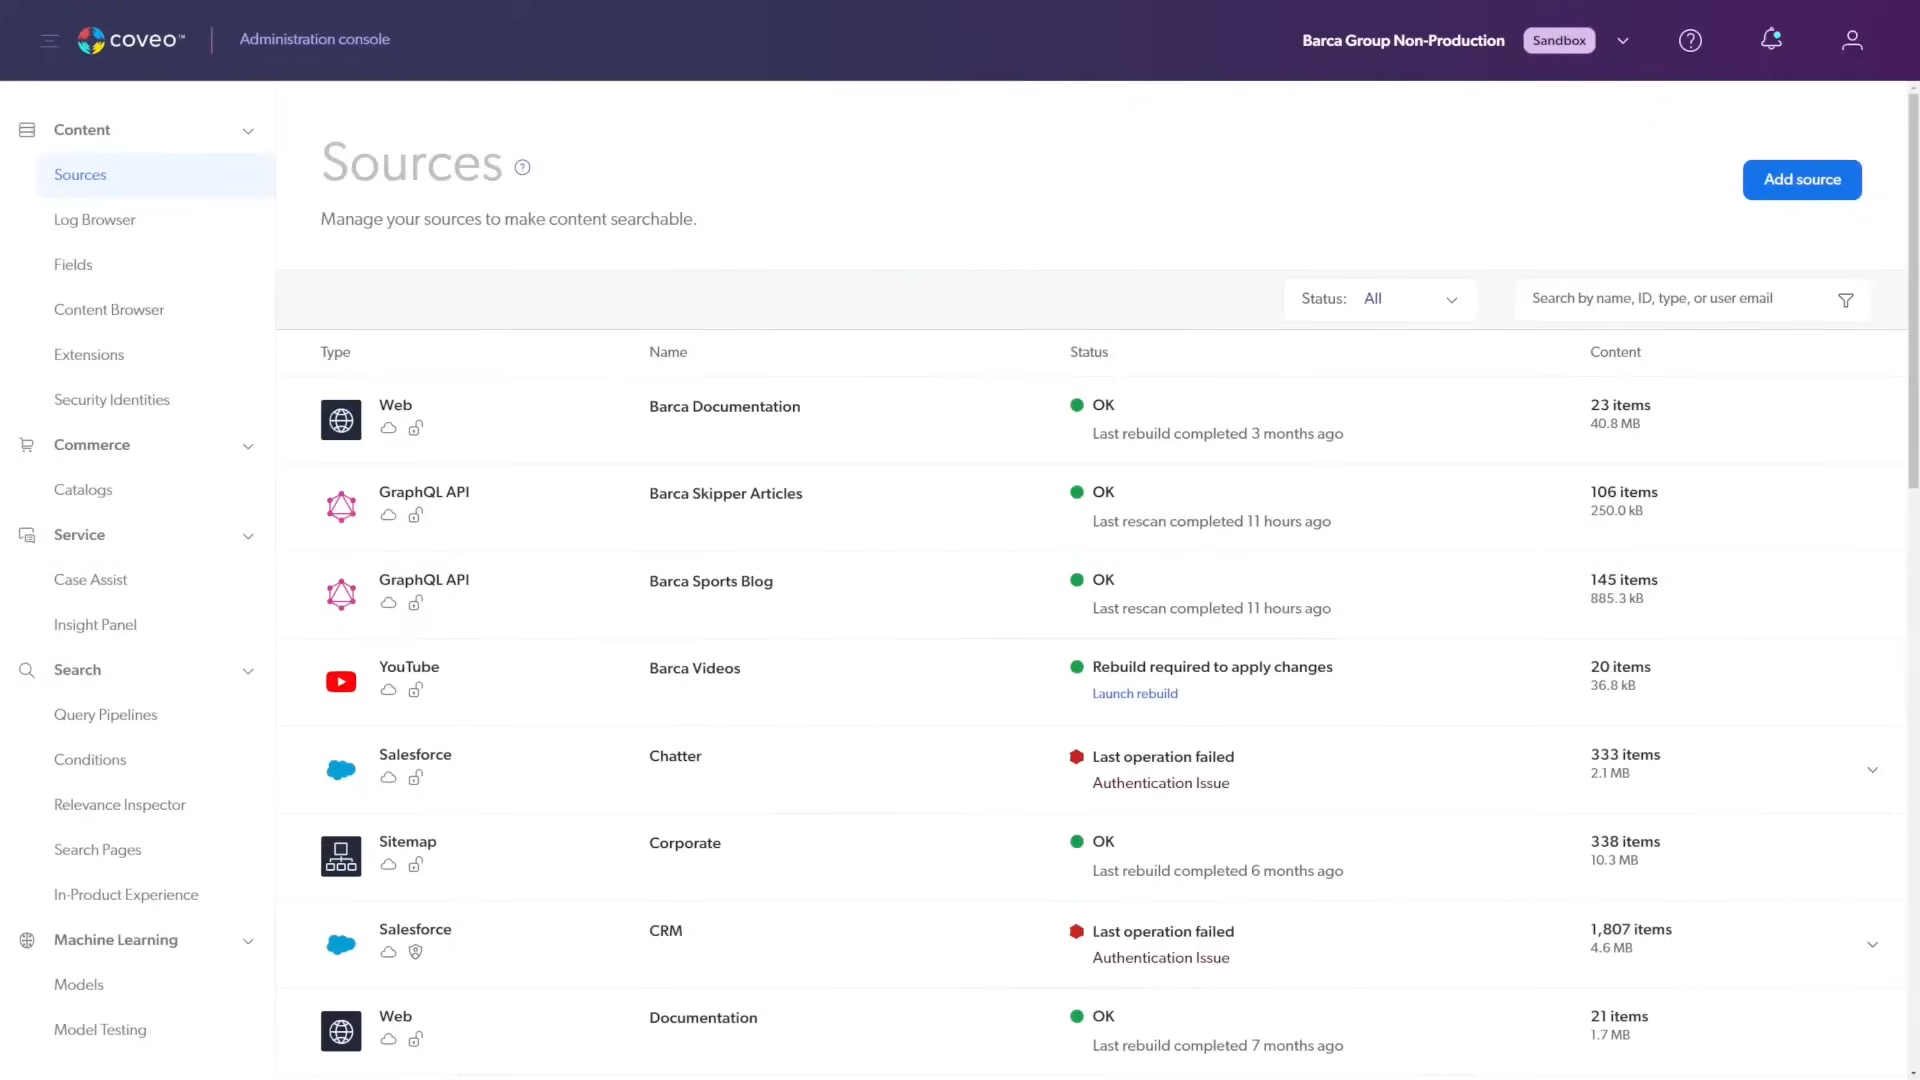 coveo™
Administration console
Barca Group Non-Production
Sandbox
Content
Sources
Log Browser
Fields
Content Browser
Extensions
Security Identities
Commerce
Catalogs
Service
Case Assist
Insight Panel
Search
Query Pipelines
Conditions
Relevance Inspector
Search Pages
In-Product Experience
Machine Learning
Models
Model Testing
Sources
Manage your sources to make content searchable.
Add source
Status: All
Search by name, ID, type, or user email
Type Name Status Content
Web Barca Documentation OK 23 items
Last rebuild completed 3 months ago 40.8 MB
GraphQL API Barca Skipper Articles OK 106 items
Last rescan completed 11 hours ago 250.0 kB
GraphQL API Barca Sports Blog OK 145 items
Last rescan completed 11 hours ago 885.3 kB
YouTube Barca Videos Rebuild required to apply changes 20 items
Launch rebuild 36.8 kB
Salesforce Chatter Last operation failed 333 items
Authentication Issue 2.1 MB
Sitemap Corporate OK 338 items
Last rebuild completed 6 months ago 10.3 MB
Salesforce CRM Last operation failed 1,807 items
Authentication Issue 4.6 MB
Web Documentation OK 21 items
Last rebuild completed 7 months ago 1.7 MB